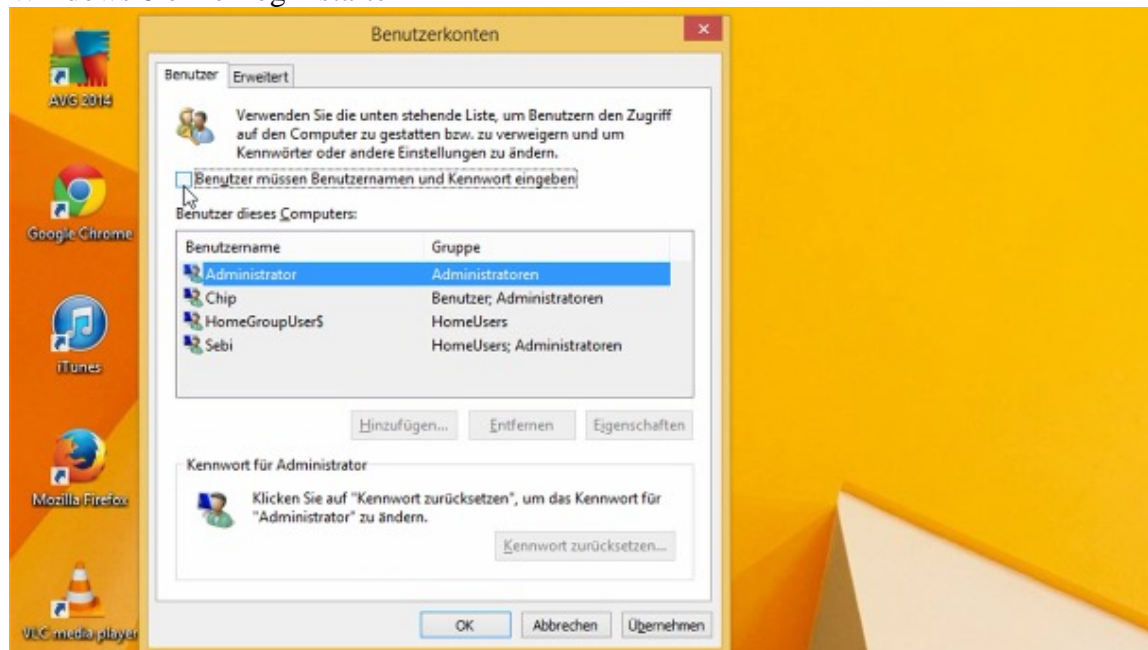 Benutzerkonten
Benutzer Erweitert
Verwenden Sie die unten stehende Liste, um Benutzern den Zugriff
auf den Computer zu gestatten bzw. zu verweigern und um
Kennwörter oder andere Einstellungen zu ändern.
Benutzer müssen Benutzernamen und Kennwort eingeben
Benutzer dieses Computers:
Benutzername Gruppe
Administrator Administratoren
Chip Benutzer; Administratoren
HomeGroupUser$ HomeUsers
Sebi HomeUsers; Administratoren
Hinzufügen... Entfernen Eigenschaften
Kennwort für Administrator
Klicken Sie auf "Kennwort zurücksetzen", um das Kennwort für
"Administrator" zu ändern.
Kennwort zurücksetzen...
OK Abbrechen Übernehmen
AVG 2014
Google Chrome
iTunes
Mozilla Firefox
VLC media player